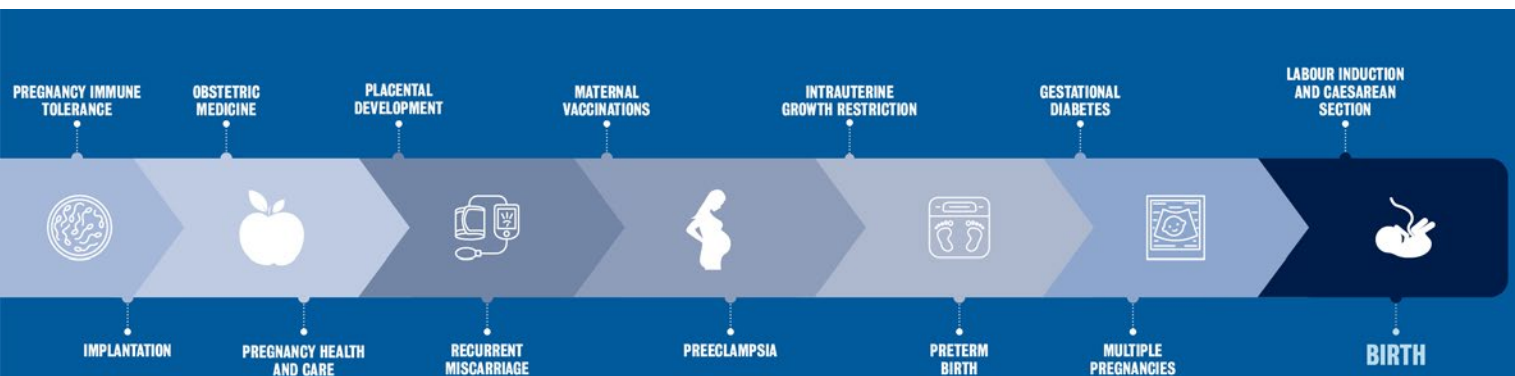 PREGNANCY IMMUNE
TOLERANCE
OBSTETRIC
MEDICINE
PLACENTAL
DEVELOPMENT
MATERNAL
VACCINATIONS
INTRAUTERINE
GROWTH RESTRICTION
GESTATIONAL
DIABETES
LABOUR INDUCTION
AND CAESAREAN
SECTION
IMPLANTATION
PREGNANCY HEALTH
AND CARE
RECURRENT
MISCARRIAGE
PREECLAMPSIA
PRETERM
BIRTH
MULTIPLE
PREGNANCIES
BIRTH